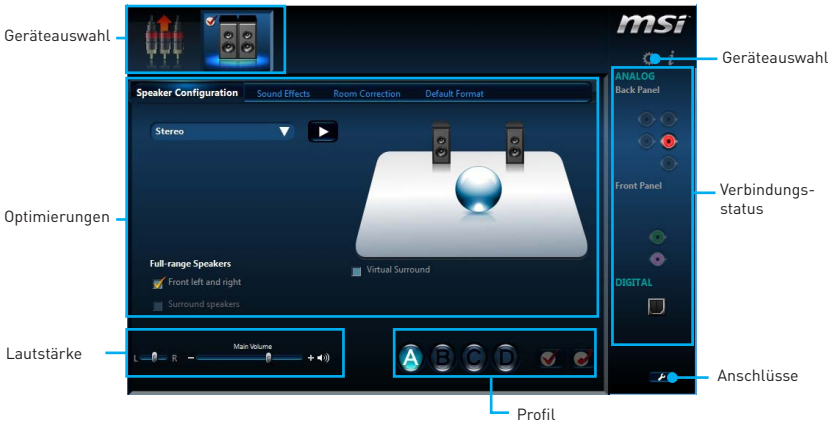 Geräteauswahl
msi
i
Geräteauswahl
ANALOG
Back Panel
Speaker Configuration
Sound Effects
Room Correction
Default Format
Stereo
Front Panel
Verbindungs-
status
Optimierungen
Full-range Speakers
Front left and right
Virtual Surround
Surround speakers
DIGITAL
Main Volume
Lautstärke
L R - +
A B C D
Anschlüsse
Profil